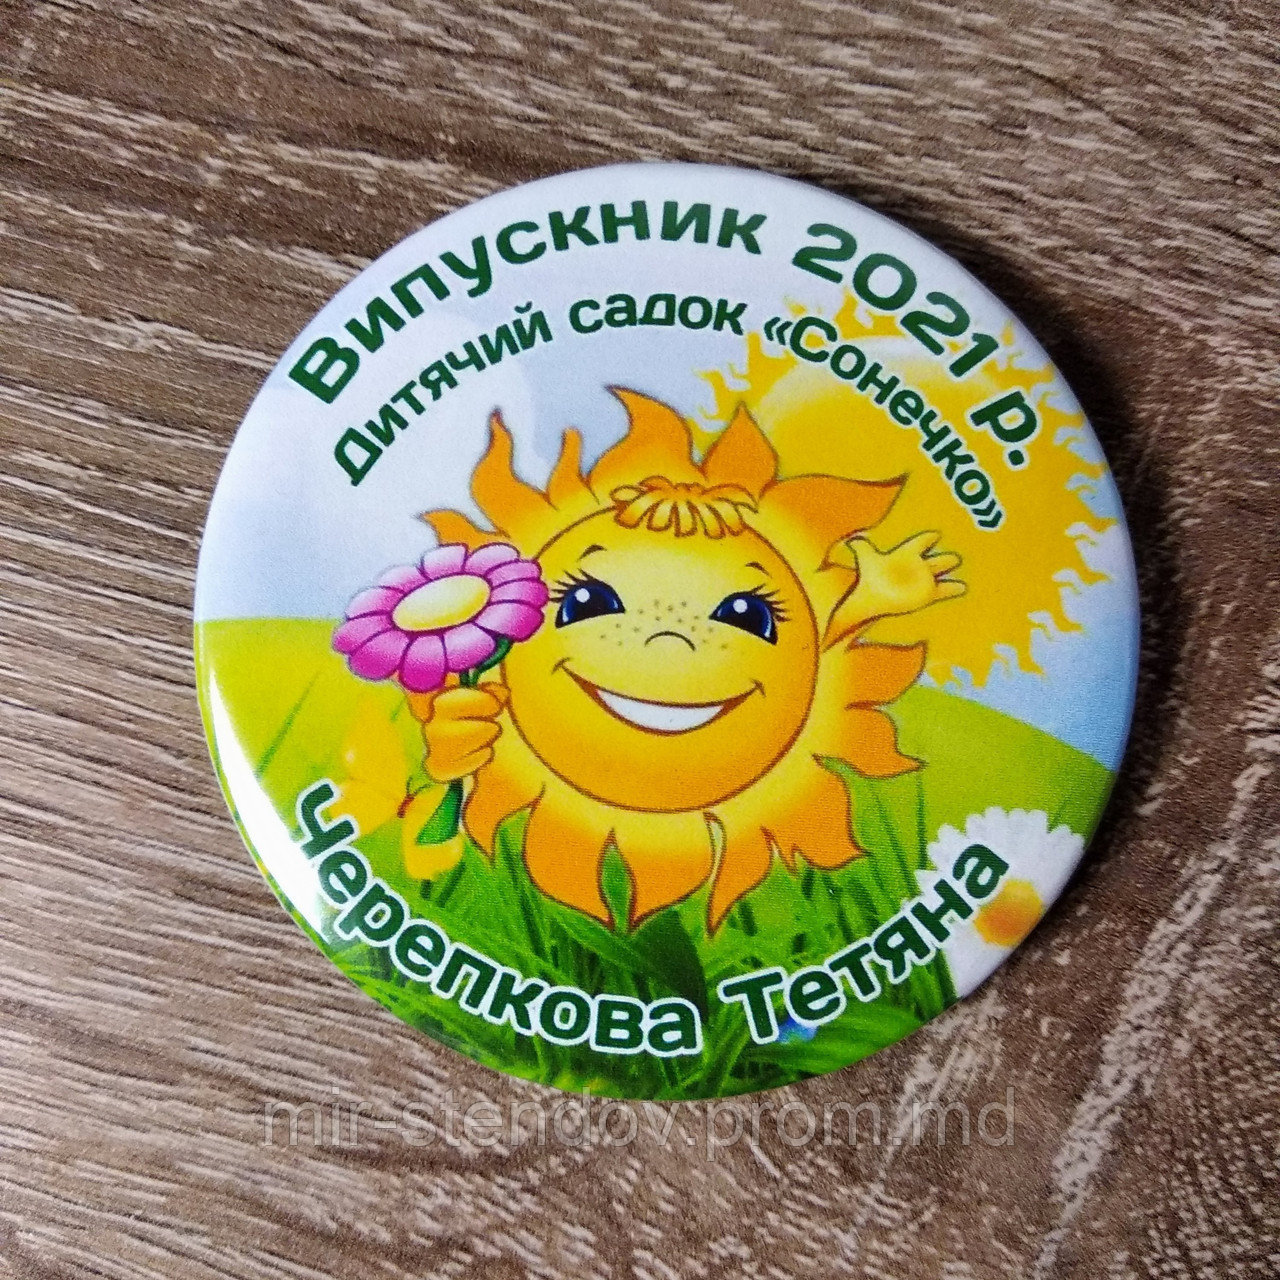 Випускник 2021 р.
Дитячий садок «Сонечко»
Черепкова Тетяна
mir-stendov.prom.md